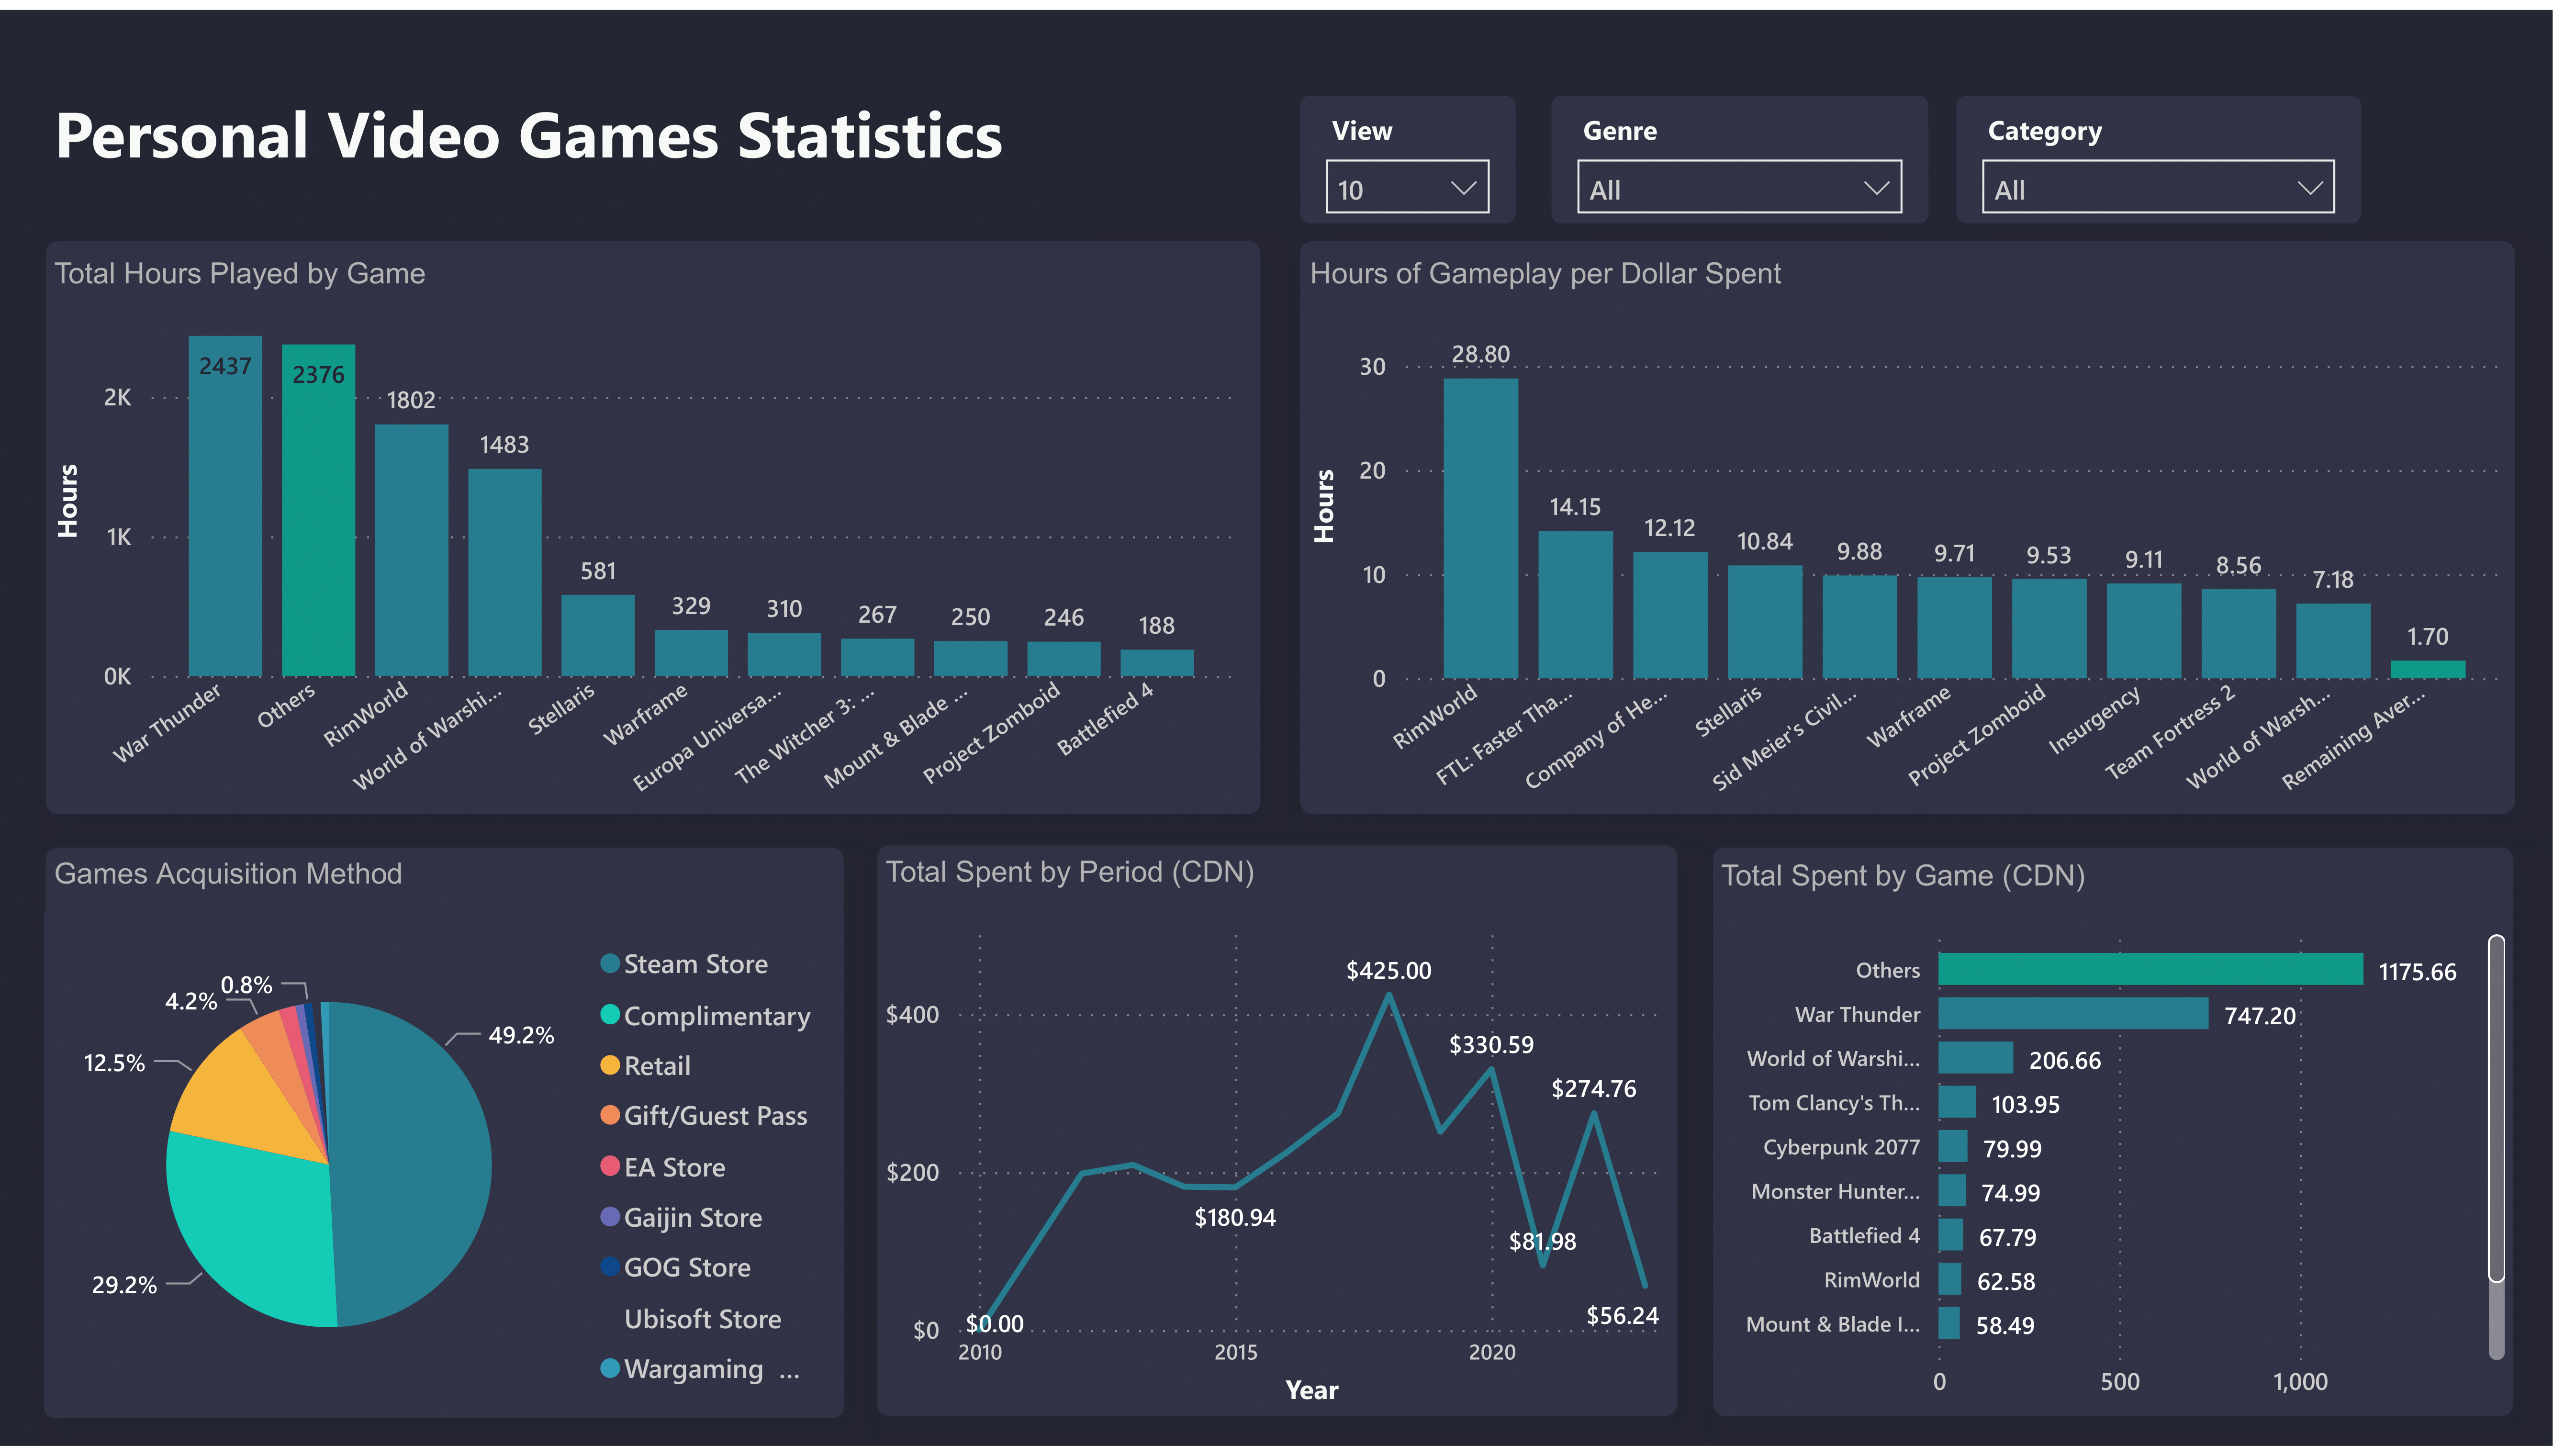 Personal Video Games Statistics
View
10
Genre
All
Category
All
Total Hours Played by Game
Hours
2K
1K
0K
2437
2376
1802
1483
581
329
310
267
250
246
188
War Thunder
Others
RimWorld
World of Warshi...
Stellaris
Warframe
Europa Universa...
The Witcher 3: ...
Mount & Blade ...
Project Zomboid
Battlefied 4
Hours of Gameplay per Dollar Spent
Hours
30
20
10
0
28.80
14.15
12.12
10.84
9.88
9.71
9.53
9.11
8.56
7.18
1.70
RimWorld
FTL: Faster Tha...
Company of He...
Stellaris
Sid Meier's Civil...
Warframe
Project Zomboid
Insurgency
Team Fortress 2
World of Warsh...
Remaining Aver...
Games Acquisition Method
0.8%
4.2%
12.5%
29.2%
49.2%
Steam Store
Complimentary
Retail
Gift/Guest Pass
EA Store
Gaijin Store
GOG Store
Ubisoft Store
Wargaming ...
Total Spent by Period (CDN)
$400
$200
$0
$0.00
$180.94
$425.00
$330.59
$81.98
$274.76
$56.24
2010
2015
2020
Year
Total Spent by Game (CDN)
Others 1175.66
War Thunder 747.20
World of Warshi... 206.66
Tom Clancy's Th... 103.95
Cyberpunk 2077 79.99
Monster Hunter... 74.99
Battlefied 4 67.79
RimWorld 62.58
Mount & Blade I... 58.49
0
500
1,000